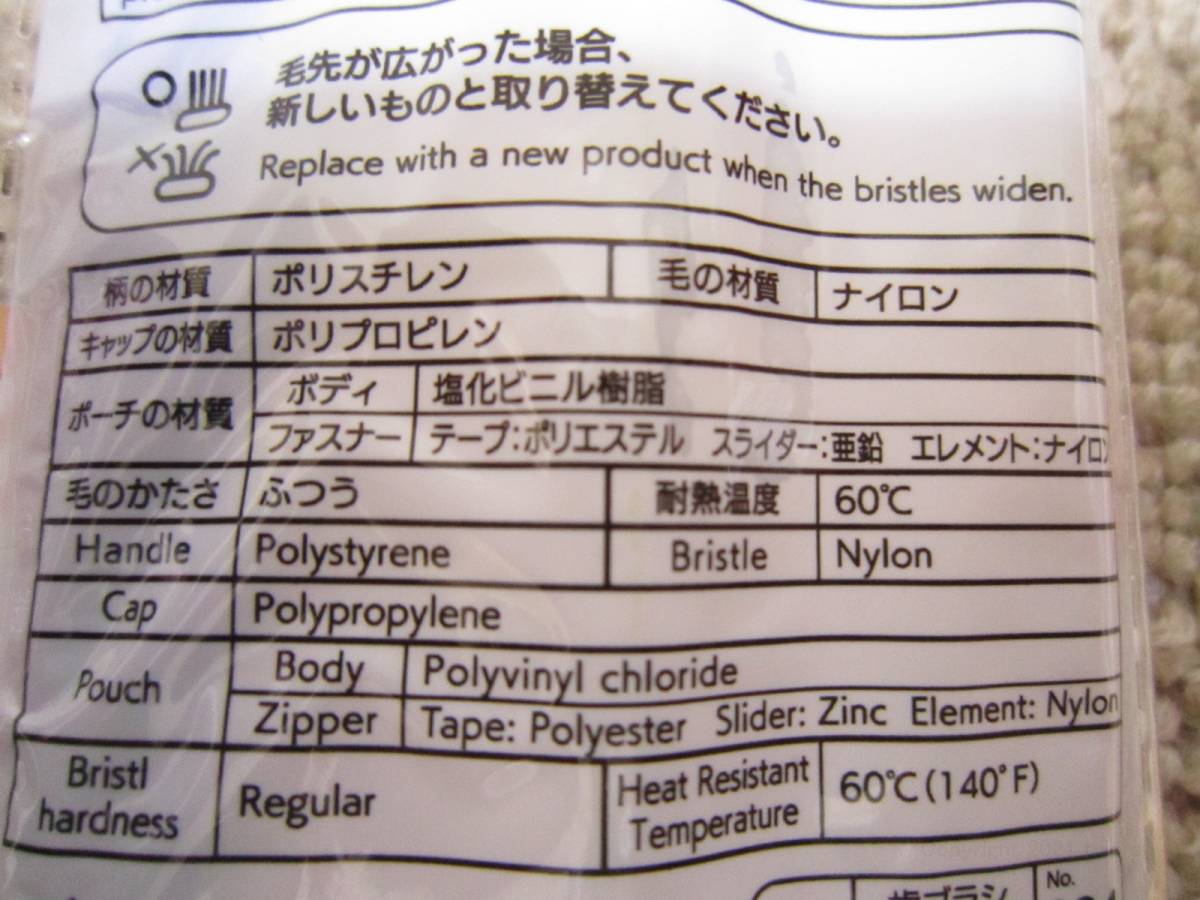 毛先が広がった場合、
新しいものと取り替えてください。
Replace with a new product when the bristles widen.
柄の材質 ポリスチレン 毛の材質 ナイロン
キャップの材質 ポリプロピレン
ポーチの材質 ボディ 塩化ビニル樹脂
ファスナー テープ:ポリエステル スライダー:亜鉛 エレメント:ナイロン
毛のかたさ ふつう 耐熱温度 60℃
Handle Polystyrene Bristle Nylon
Cap Polypropylene
Pouch Body Polyvinyl chloride
Zipper Tape: Polyester Slider: Zinc Element: Nylon
Bristl hardness Regular Heat Resistant Temperature 60℃(140°F)
歯ブラシ No.